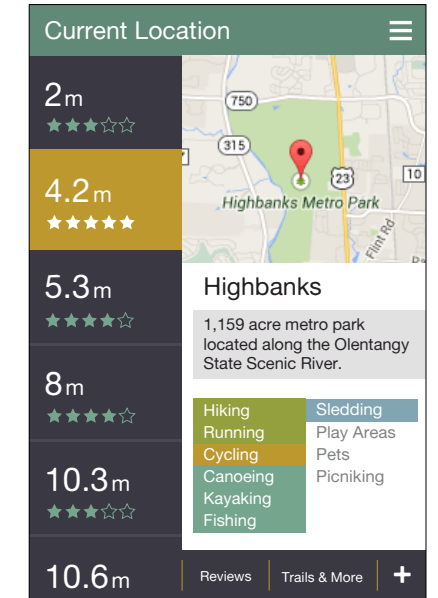 Current Location
2m
4.2m
5.3m
8m
10.3m
10.6m
750
315
23
10
Highbanks Metro Park
Flint Rd
Highbanks
1,159 acre metro park
located along the Olentangy
State Scenic River.
Hiking
Running
Cycling
Canoeing
Kayaking
Fishing
Sledding
Play Areas
Pets
Picniking
Reviews
Trails & More
+